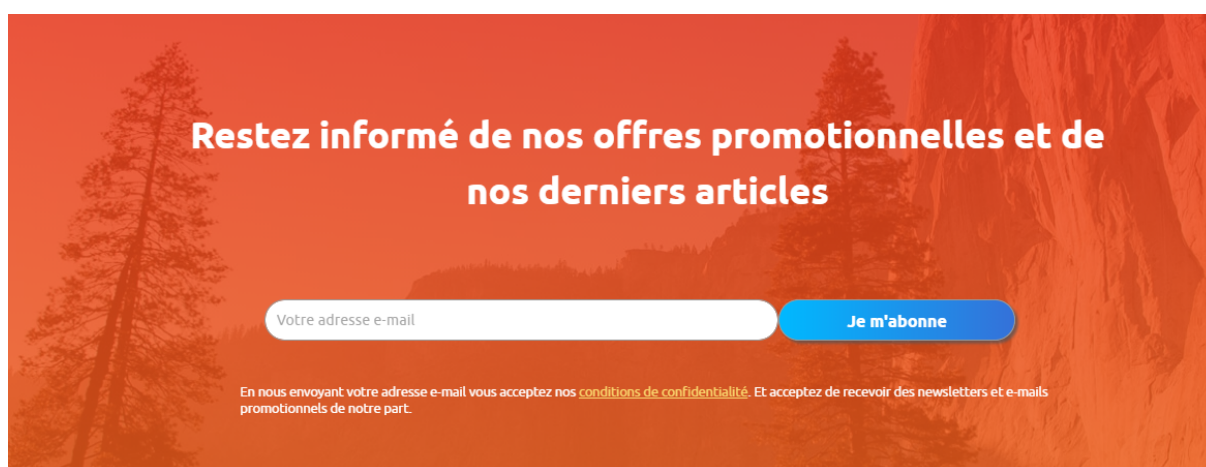 Restez informé de nos offres promotionnelles et de
nos derniers articles
Votre adresse e-mail
Je m'abonne
En nous envoyant votre adresse e-mail vous acceptez nos conditions de confidentialité. Et acceptez de recevoir des newsletters et e-mails
promotionnels de notre part.